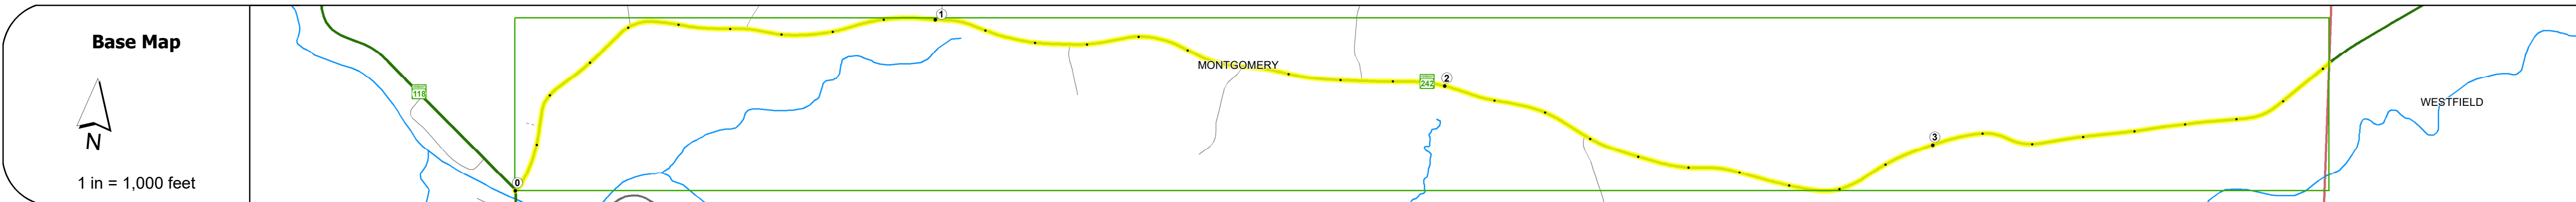 Base Map
N
1 in = 1,000 feet
118
0
1
MONTGOMERY
242
2
3
WESTFIELD